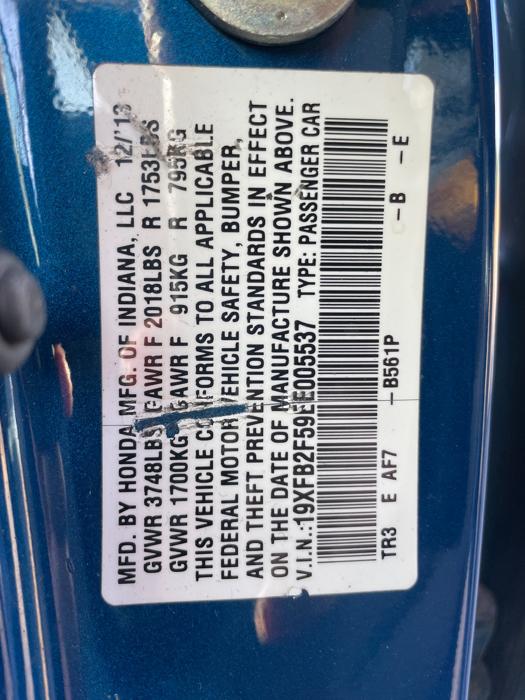 MFD. BY HONDA MFG. OF INDIANA, LLC 12/'13
GVWR 3748LBS GAWR F 2018LBS R 1753LBS
GVWR 1700KG GAWR F 915KG R 795KG
THIS VEHICLE CONFORMS TO ALL APPLICABLE
FEDERAL MOTOR VEHICLE SAFETY, BUMPER,
AND THEFT PREVENTION STANDARDS IN EFFECT
ON THE DATE OF MANUFACTURE SHOWN ABOVE.
V.I.N.:19XFB2F59EE005537 TYPE: PASSENGER CAR
TR3 E AF7 – B561P –B –E